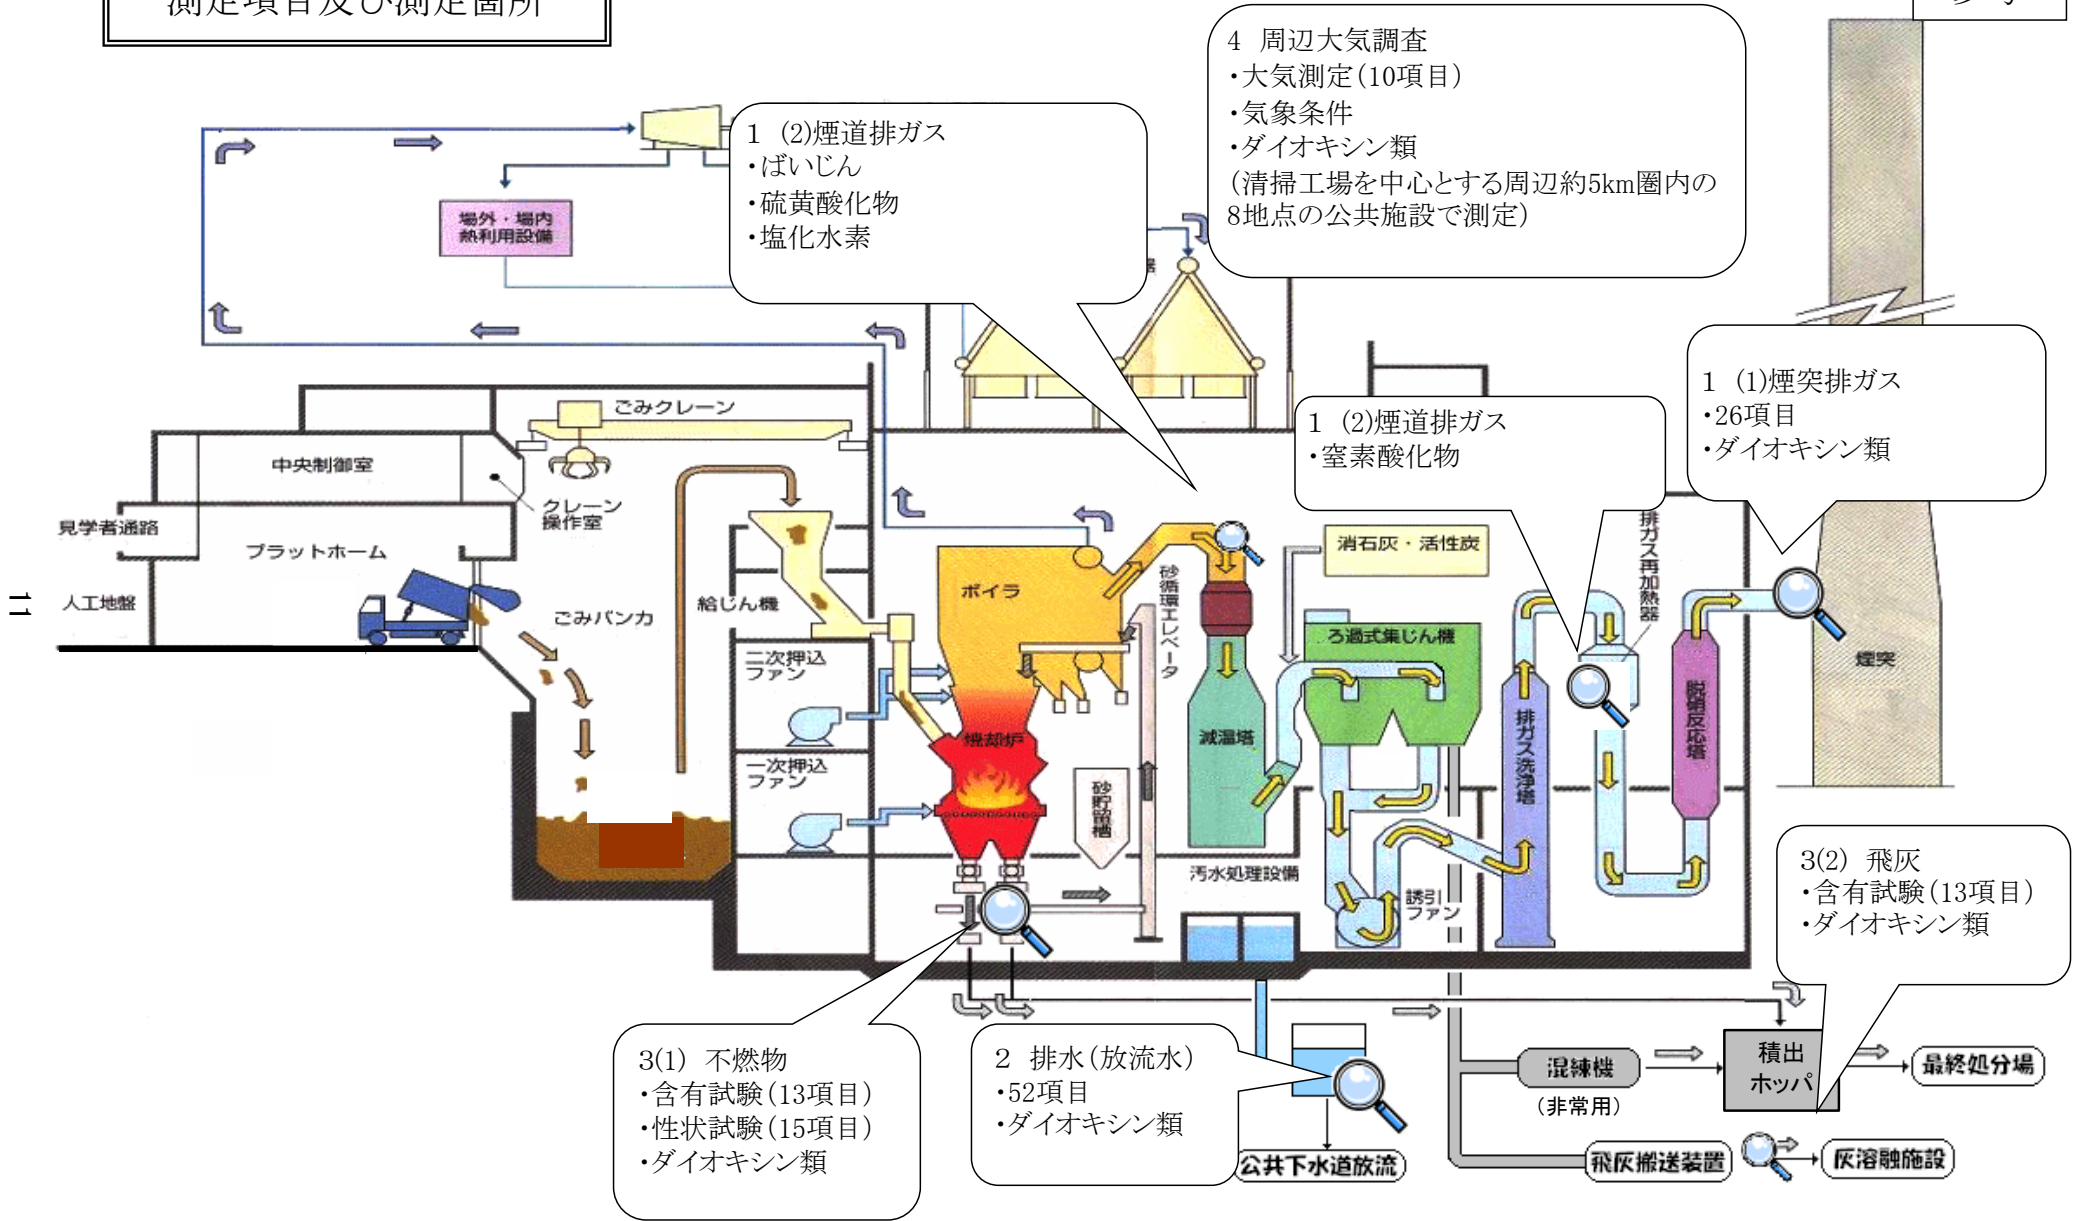 測定項目及び測定箇所
参考
4 周辺大気調査
・大気測定(10項目)
・気象条件
・ダイオキシン類
(清掃工場を中心とする周辺約5km圏内の
8地点の公共施設で測定)
1 (2)煙道排ガス
・ばいじん
・硫黄酸化物
・塩化水素
場外・場内
熱利用設備
器
1 (1)煙突排ガス
・26項目
・ダイオキシン類
1 (2)煙道排ガス
・窒素酸化物
ごみクレーン
中央制御室
クレーン
操作室
見学者通路
プラットホーム
人工地盤
ごみバンカ
給じん機
二次押込
ファン
一次押込
ファン
ボイラ
焼却炉
砂循環エレベータ
砂貯留槽
消石灰・活性炭
ろ過式集じん機
減温塔
排ガス洗浄塔
排ガス再加熱器
脱硝反応塔
煙突
汚水処理設備
誘引
ファン
11
3(2) 飛灰
・含有試験(13項目)
・ダイオキシン類
3(1) 不燃物
・含有試験(13項目)
・性状試験(15項目)
・ダイオキシン類
2 排水(放流水)
・52項目
・ダイオキシン類
公共下水道放流
混練機
(非常用)
積出
ホッパ
最終処分場
飛灰搬送装置
灰溶融施設